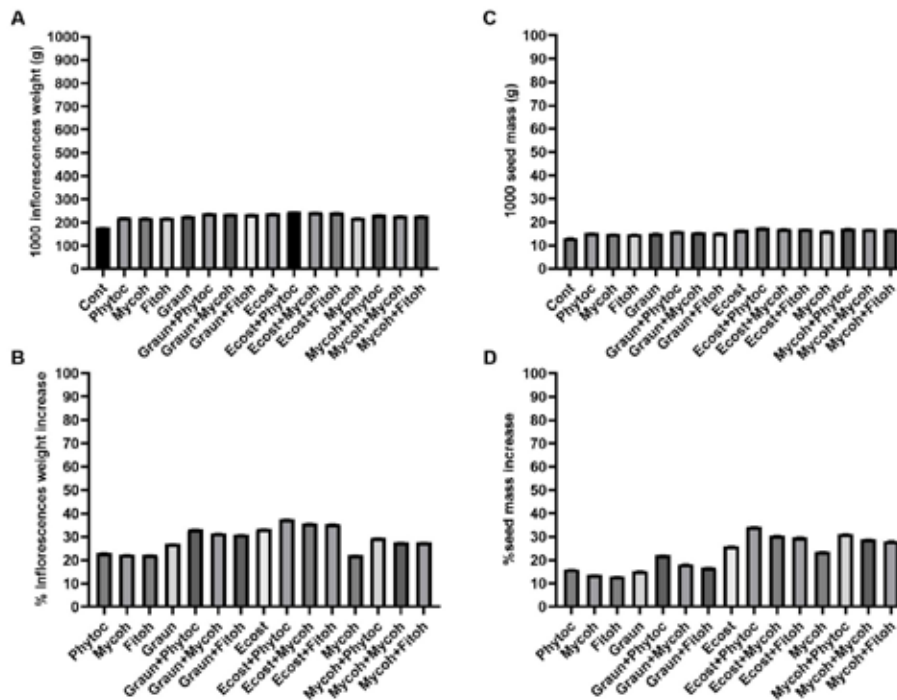 A
1000 inflorescences weight (g)
1000
900
800
700
600
500
400
300
200
100
0
Cont
Phytoc
Mycoh
Fitoh
Graun
Graun+Phytoc
Graun+Mycoh
Graun+Fitoh
Ecost
Ecost+Phytoc
Ecost+Mycoh
Ecost+Fitoh
Mycoh
Mycoh+Phytoc
Mycoh+Mycoh
Mycoh+Fitoh
C
1000 seed mass (g)
100
90
80
70
60
50
40
30
20
10
0
Cont
Phytoc
Mycoh
Fitoh
Graun
Graun+Phytoc
Graun+Mycoh
Graun+Fitoh
Ecost
Ecost+Phytoc
Ecost+Mycoh
Ecost+Fitoh
Mycoh
Mycoh+Phytoc
Mycoh+Mycoh
Mycoh+Fitoh
B
% Inflorescences weight increase
100
90
80
70
60
50
40
30
20
10
0
Phytoc
Mycoh
Fitoh
Graun
Graun+Phytoc
Graun+Mycoh
Graun+Fitoh
Ecost
Ecost+Phytoc
Ecost+Mycoh
Ecost+Fitoh
Mycoh
Mycoh+Phytoc
Mycoh+Mycoh
Mycoh+Fitoh
D
%seed mass increase
100
90
80
70
60
50
40
30
20
10
0
Phytoc
Mycoh
Fitoh
Graun
Graun+Phytoc
Graun+Mycoh
Graun+Fitoh
Ecost
Ecost+Phytoc
Ecost+Mycoh
Ecost+Fitoh
Mycoh
Mycoh+Phytoc
Mycoh+Mycoh
Mycoh+Fitoh